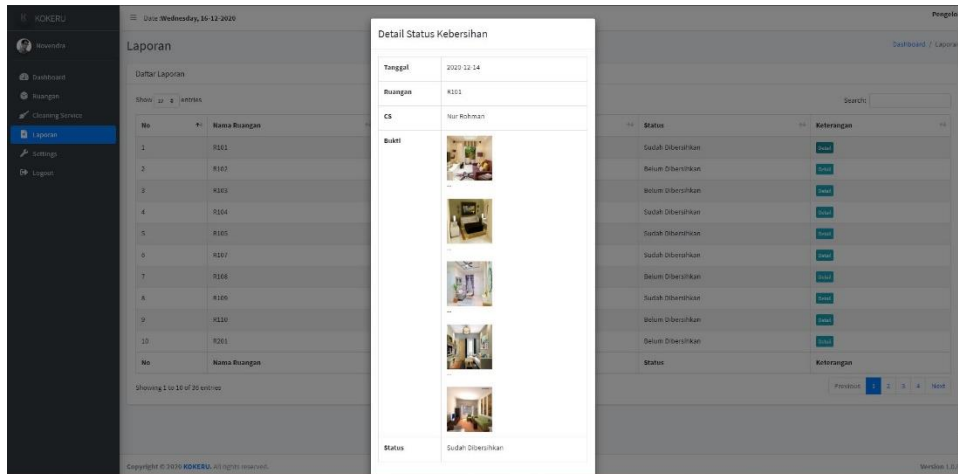 KOKERU
Date :Wednesday, 16-12-2020
Pengelo
Novendra
Dashboard
Ruangan
Cleaning Service
Laporan
Settings
Logout
Laporan
Dashboard / Lapora
Daftar Laporan
Show 10 entries
Search:
No Nama Ruangan Status Keterangan
1 R101 Sudah Dibersihkan Detail
2 R102 Belum Dibersihkan Detail
3 R103 Belum Dibersihkan Detail
4 R104 Sudah Dibersihkan Detail
5 R105 Sudah Dibersihkan Detail
6 R107 Sudah Dibersihkan Detail
7 R108 Belum Dibersihkan Detail
8 R109 Sudah Dibersihkan Detail
9 R110 Belum Dibersihkan Detail
10 R201 Belum Dibersihkan Detail
No Nama Ruangan Status Keterangan
Showing 1 to 10 of 36 entries
Previous 1 2 3 4 Next
Copyright © 2020 KOKERU. All rights reserved.
Version 1.0.
Detail Status Kebersihan
Tanggal 2020-12-14
Ruangan R101
CS Nur Rohman
Bukti
Status Sudah Dibersihkan